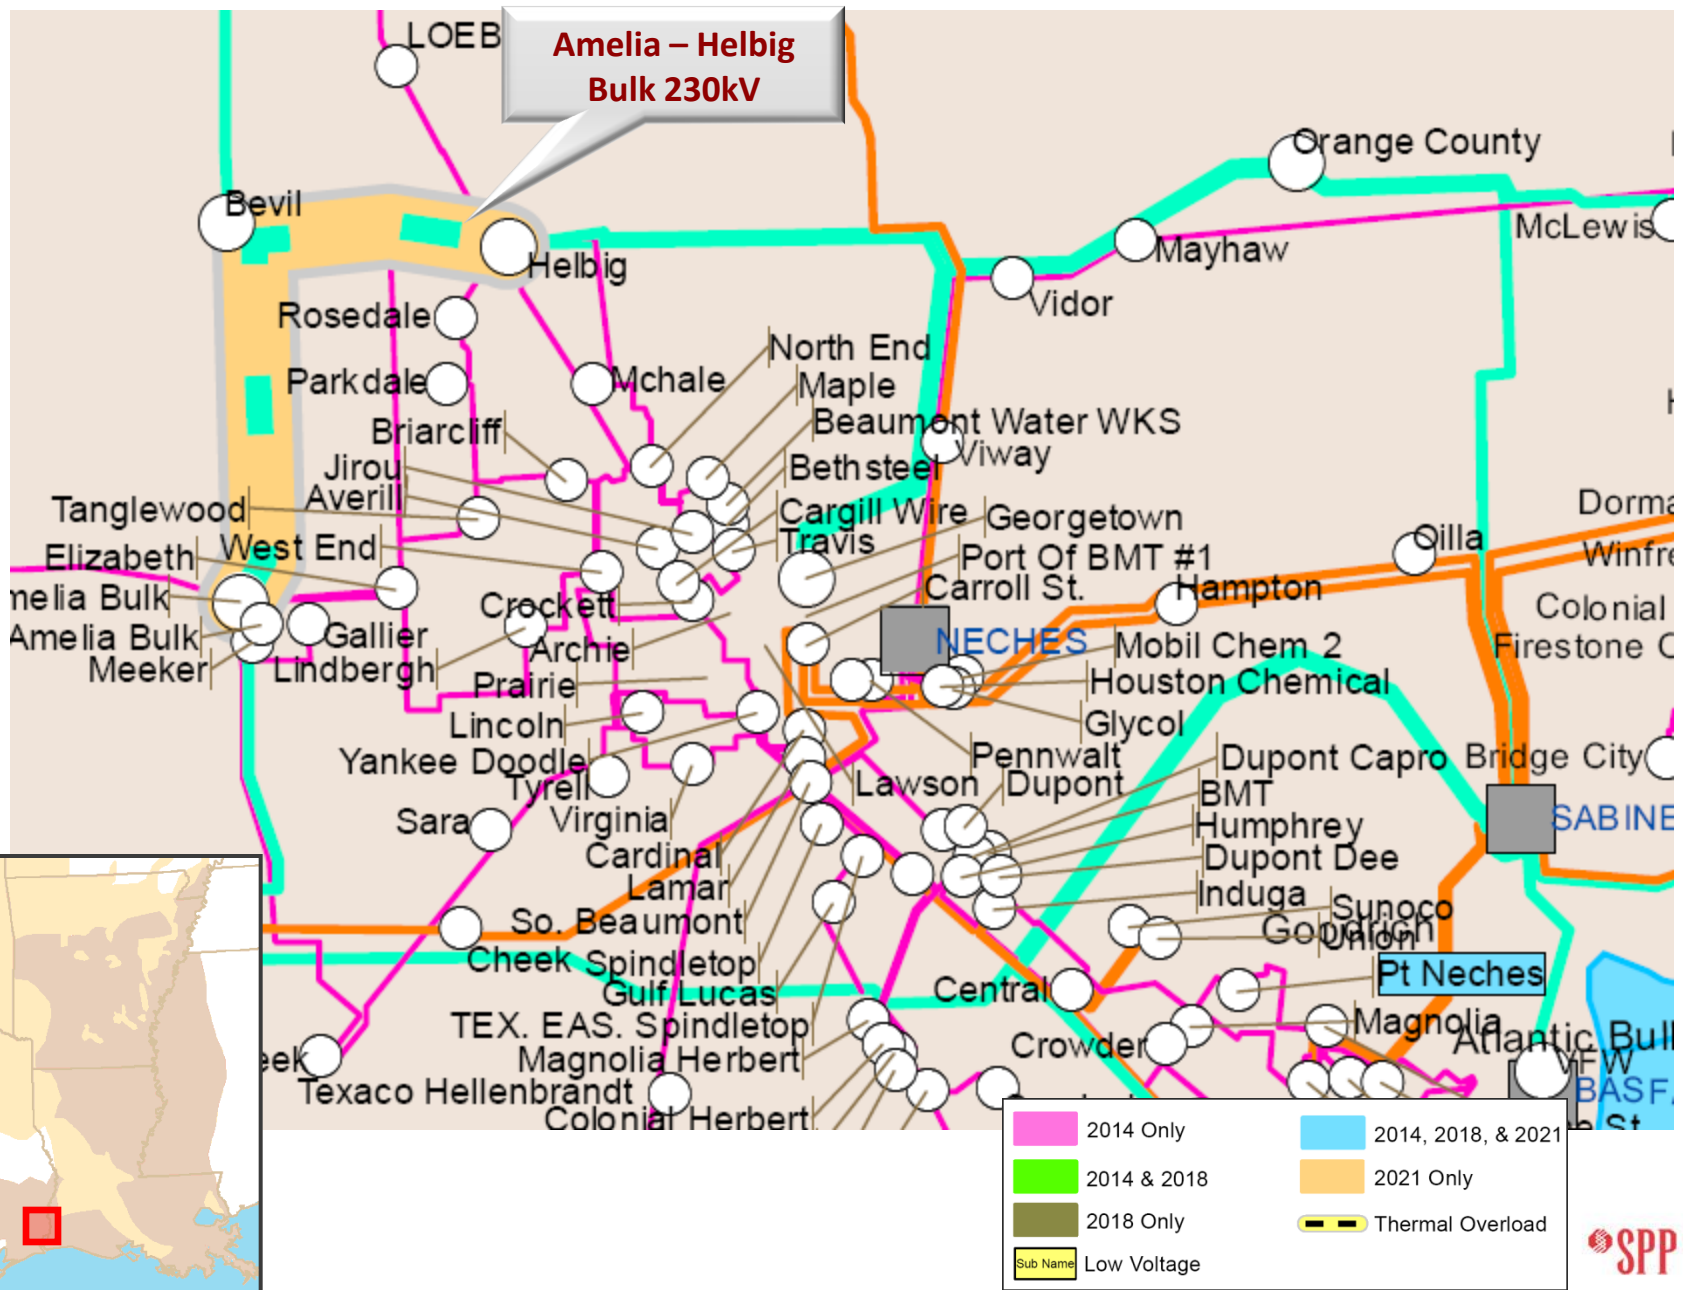 LOEB
Amelia – Helbig
Bulk 230kV
Orange County
Bevil
McLewis
Mayhaw
Helbig
Vidor
Rosedale
North End
Parkdale
Mchale
Maple
Beaumont Water WKS
Briarcliff
Viway
Jirou
Bethsteel
Averill
Tanglewood
Cargill Wire
Georgetown
Dorma
Travis
Oilla
Elizabeth
West End
Port Of BMT #1
Winfre
melia Bulk
Carroll St.
Hampton
Crockett
Colonial
Amelia Bulk
Gallier
NECHES
Mobil Chem 2
Firestone C
Meeker
Lindbergh
Archie
Prairie
Houston Chemical
Lincoln
Glycol
Yankee Doodle
Pennwalt
Dupont Capro
Bridge City
Tyrell
Lawson
Dupont
BMT
Sara
Virginia
Humphrey
SABINE
Cardinal
Dupont Dee
Lamar
Induga
So. Beaumont
Sunoco
Goodrich
Union
Cheek
Spindletop
Pt Neches
Gulf Lucas
Central
TEX. EAS. Spindletop
Magnolia
Atlantic Bul
Magnolia Herbert
Crowder
VFW
eek
Texaco Hellenbrandt
BASF
Colonial Herbert
e St
2014 Only
2014, 2018, & 2021
2014 & 2018
2021 Only
2018 Only
Thermal Overload
Sub Name
Low Voltage
SPP